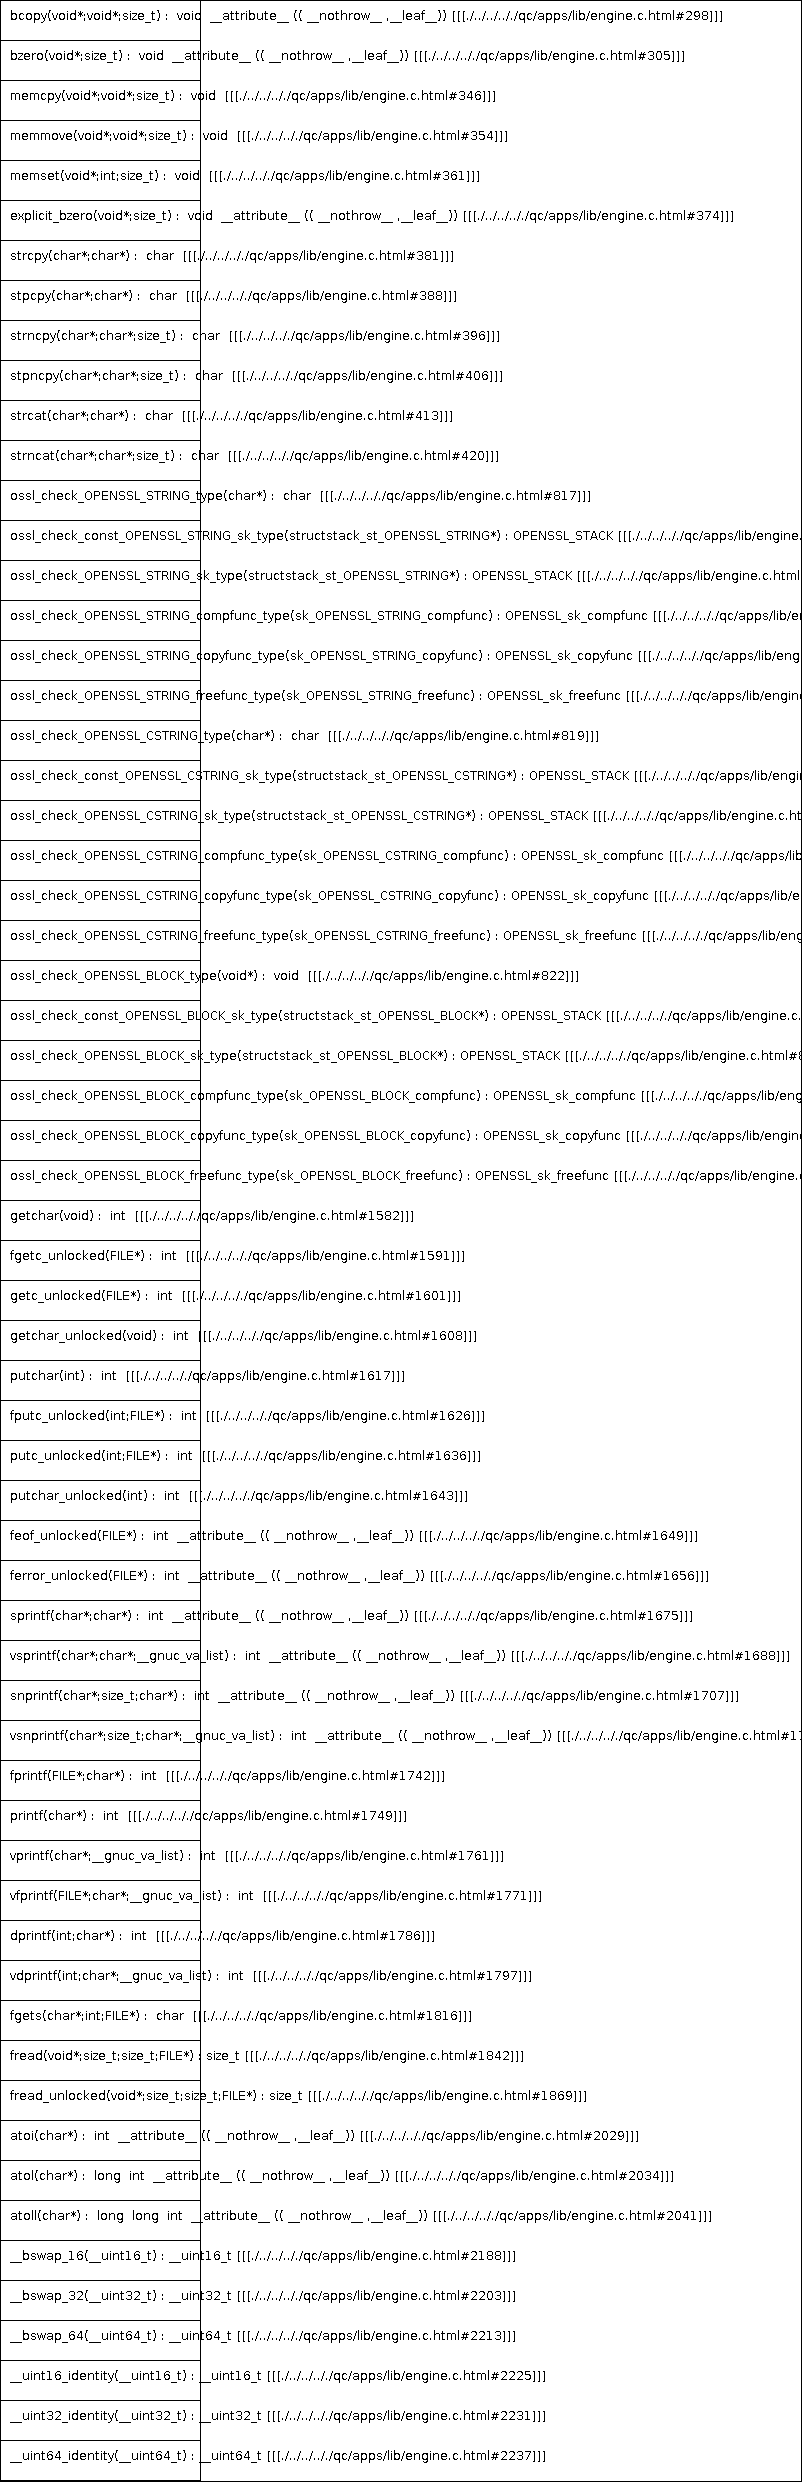 bcopy(void*;void*;size_t) : void __attribute__ (( __nothrow__ ,__leaf__)) [[[./../../../././qc/apps/lib/engine.c.html#298]]]
bzero(void*;size_t) : void __attribute__ (( __nothrow__ ,__leaf__)) [[[./../../../././qc/apps/lib/engine.c.html#305]]]
memcpy(void*;void*;size_t) : void [[[./../../../././qc/apps/lib/engine.c.html#346]]]
memmove(void*;void*;size_t) : void [[[./../../../././qc/apps/lib/engine.c.html#354]]]
memset(void*;int;size_t) : void [[[./../../../././qc/apps/lib/engine.c.html#361]]]
explicit_bzero(void*;size_t) : void __attribute__ (( __nothrow__ ,__leaf__)) [[[./../../../././qc/apps/lib/engine.c.html#374]]]
strcpy(char*;char*) : char [[[./../../../././qc/apps/lib/engine.c.html#381]]]
stpcpy(char*;char*) : char [[[./../../../././qc/apps/lib/engine.c.html#388]]]
strncpy(char*;char*;size_t) : char [[[./../../../././qc/apps/lib/engine.c.html#396]]]
stpncpy(char*;char*;size_t) : char [[[./../../../././qc/apps/lib/engine.c.html#406]]]
strcat(char*;char*) : char [[[./../../../././qc/apps/lib/engine.c.html#413]]]
strncat(char*;char*;size_t) : char [[[./../../../././qc/apps/lib/engine.c.html#420]]]
ossl_check_OPENSSL_STRING_type(char*) : char [[[./../../../././qc/apps/lib/engine.c.html#817]]]
ossl_check_const_OPENSSL_STRING_sk_type(structstack_st_OPENSSL_STRING*) : OPENSSL_STACK [[[./../../../././qc/apps/lib/engine.
ossl_check_OPENSSL_STRING_sk_type(structstack_st_OPENSSL_STRING*) : OPENSSL_STACK [[[./../../../././qc/apps/lib/engine.c.html
ossl_check_OPENSSL_STRING_compfunc_type(sk_OPENSSL_STRING_compfunc) : OPENSSL_sk_compfunc [[[./../../../././qc/apps/lib/e
ossl_check_OPENSSL_STRING_copyfunc_type(sk_OPENSSL_STRING_copyfunc) : OPENSSL_sk_copyfunc [[[./../../../././qc/apps/lib/eng
ossl_check_OPENSSL_STRING_freefunc_type(sk_OPENSSL_STRING_freefunc) : OPENSSL_sk_freefunc [[[./../../../././qc/apps/lib/engine
ossl_check_OPENSSL_CSTRING_type(char*) : char [[[./../../../././qc/apps/lib/engine.c.html#819]]]
ossl_check_const_OPENSSL_CSTRING_sk_type(structstack_st_OPENSSL_CSTRING*) : OPENSSL_STACK [[[./../../../././qc/apps/lib/engi
ossl_check_OPENSSL_CSTRING_sk_type(structstack_st_OPENSSL_CSTRING*) : OPENSSL_STACK [[[./../../../././qc/apps/lib/engine.c.ht
ossl_check_OPENSSL_CSTRING_compfunc_type(sk_OPENSSL_CSTRING_compfunc) : OPENSSL_sk_compfunc [[[./../../../././qc/apps/lib
ossl_check_OPENSSL_CSTRING_copyfunc_type(sk_OPENSSL_CSTRING_copyfunc) : OPENSSL_sk_copyfunc [[[./../../../././qc/apps/lib/e
ossl_check_OPENSSL_CSTRING_freefunc_type(sk_OPENSSL_CSTRING_freefunc) : OPENSSL_sk_freefunc [[[./../../../././qc/apps/lib/eng
ossl_check_OPENSSL_BLOCK_type(void*) : void [[[./../../../././qc/apps/lib/engine.c.html#822]]]
ossl_check_const_OPENSSL_BLOCK_sk_type(structstack_st_OPENSSL_BLOCK*) : OPENSSL_STACK [[[./../../../././qc/apps/lib/engine.c.
ossl_check_OPENSSL_BLOCK_sk_type(structstack_st_OPENSSL_BLOCK*) : OPENSSL_STACK [[[./../../../././qc/apps/lib/engine.c.html#8
ossl_check_OPENSSL_BLOCK_compfunc_type(sk_OPENSSL_BLOCK_compfunc) : OPENSSL_sk_compfunc [[[./../../../././qc/apps/lib/eng
ossl_check_OPENSSL_BLOCK_copyfunc_type(sk_OPENSSL_BLOCK_copyfunc) : OPENSSL_sk_copyfunc [[[./../../../././qc/apps/lib/engine
ossl_check_OPENSSL_BLOCK_freefunc_type(sk_OPENSSL_BLOCK_freefunc) : OPENSSL_sk_freefunc [[[./../../../././qc/apps/lib/engine.c
getchar(void) : int [[[./../../../././qc/apps/lib/engine.c.html#1582]]]
fgetc_unlocked(FILE*) : int [[[./../../../././qc/apps/lib/engine.c.html#1591]]]
getc_unlocked(FILE*) : int [[[./../../../././qc/apps/lib/engine.c.html#1601]]]
getchar_unlocked(void) : int [[[./../../../././qc/apps/lib/engine.c.html#1608]]]
putchar(int) : int [[[./../../../././qc/apps/lib/engine.c.html#1617]]]
fputc_unlocked(int;FILE*) : int [[[./../../../././qc/apps/lib/engine.c.html#1626]]]
putc_unlocked(int;FILE*) : int [[[./../../../././qc/apps/lib/engine.c.html#1636]]]
putchar_unlocked(int) : int [[[./../../../././qc/apps/lib/engine.c.html#1643]]]
feof_unlocked(FILE*) : int __attribute__ (( __nothrow__ ,__leaf__)) [[[./../../../././qc/apps/lib/engine.c.html#1649]]]
ferror_unlocked(FILE*) : int __attribute__ (( __nothrow__ ,__leaf__)) [[[./../../../././qc/apps/lib/engine.c.html#1656]]]
sprintf(char*;char*) : int __attribute__ (( __nothrow__ ,__leaf__)) [[[./../../../././qc/apps/lib/engine.c.html#1675]]]
vsprintf(char*;char*;__gnuc_va_list) : int __attribute__ (( __nothrow__ ,__leaf__)) [[[./../../../././qc/apps/lib/engine.c.html#1688]]]
snprintf(char*;size_t;char*) : int __attribute__ (( __nothrow__ ,__leaf__)) [[[./../../../././qc/apps/lib/engine.c.html#1707]]]
vsnprintf(char*;size_t;char*;__gnuc_va_list) : int __attribute__ (( __nothrow__ ,__leaf__)) [[[./../../../././qc/apps/lib/engine.c.html#17
fprintf(FILE*;char*) : int [[[./../../../././qc/apps/lib/engine.c.html#1742]]]
printf(char*) : int [[[./../../../././qc/apps/lib/engine.c.html#1749]]]
vprintf(char*;__gnuc_va_list) : int [[[./../../../././qc/apps/lib/engine.c.html#1761]]]
vfprintf(FILE*;char*;__gnuc_va_list) : int [[[./../../../././qc/apps/lib/engine.c.html#1771]]]
dprintf(int;char*) : int [[[./../../../././qc/apps/lib/engine.c.html#1786]]]
vdprintf(int;char*;__gnuc_va_list) : int [[[./../../../././qc/apps/lib/engine.c.html#1797]]]
fgets(char*;int;FILE*) : char [[[./../../../././qc/apps/lib/engine.c.html#1816]]]
fread(void*;size_t;size_t;FILE*) : size_t [[[./../../../././qc/apps/lib/engine.c.html#1842]]]
fread_unlocked(void*;size_t;size_t;FILE*) : size_t [[[./../../../././qc/apps/lib/engine.c.html#1869]]]
atoi(char*) : int __attribute__ (( __nothrow__ ,__leaf__)) [[[./../../../././qc/apps/lib/engine.c.html#2029]]]
atol(char*) : long int __attribute__ (( __nothrow__ ,__leaf__)) [[[./../../../././qc/apps/lib/engine.c.html#2034]]]
atoll(char*) : long long int __attribute__ (( __nothrow__ ,__leaf__)) [[[./../../../././qc/apps/lib/engine.c.html#2041]]]
__bswap_16(__uint16_t) : __uint16_t [[[./../../../././qc/apps/lib/engine.c.html#2188]]]
__bswap_32(__uint32_t) : __uint32_t [[[./../../../././qc/apps/lib/engine.c.html#2203]]]
__bswap_64(__uint64_t) : __uint64_t [[[./../../../././qc/apps/lib/engine.c.html#2213]]]
__uint16_identity(__uint16_t) : __uint16_t [[[./../../../././qc/apps/lib/engine.c.html#2225]]]
__uint32_identity(__uint32_t) : __uint32_t [[[./../../../././qc/apps/lib/engine.c.html#2231]]]
__uint64_identity(__uint64_t) : __uint64_t [[[./../../../././qc/apps/lib/engine.c.html#2237]]]